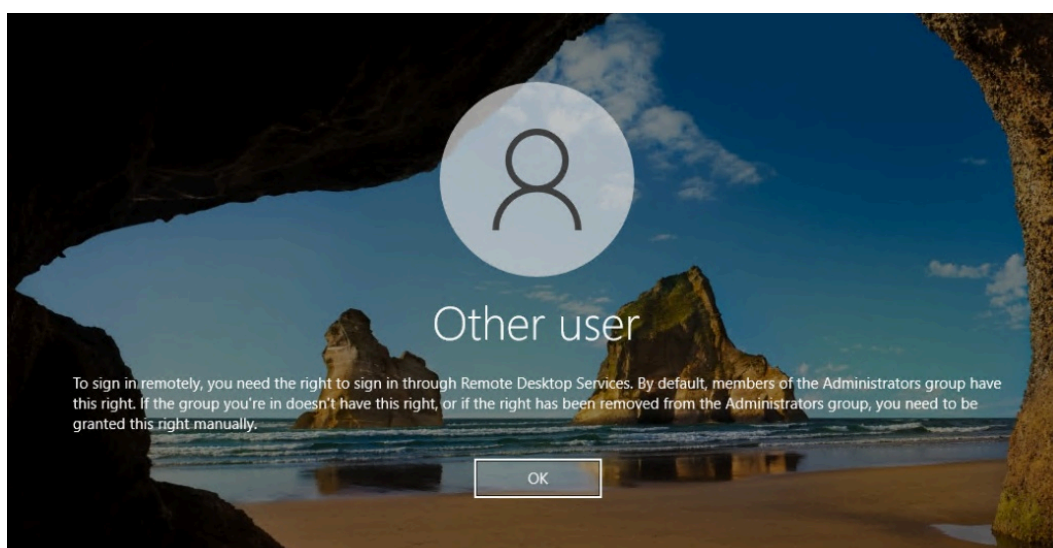 Other user
To sign in remotely, you need the right to sign in through Remote Desktop Services. By default, members of the Administrators group have
this right. If the group you're in doesn't have this right, or if the right has been removed from the Administrators group, you need to be
granted this right manually.
OK